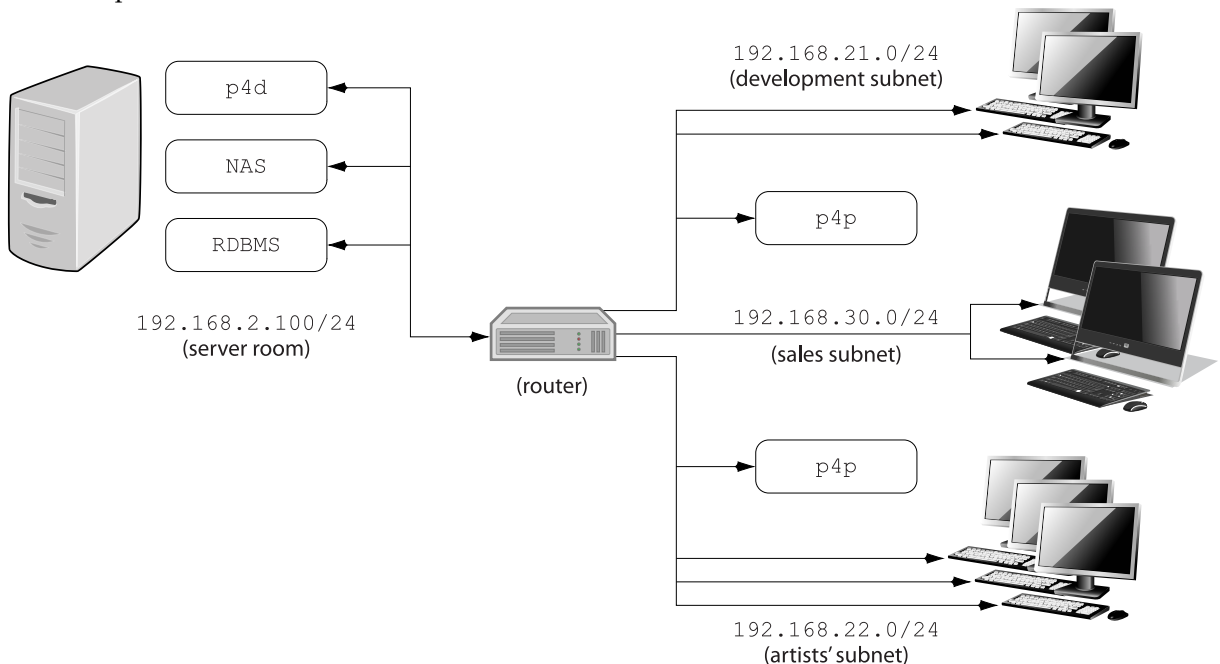 192.168.21.0/24
(development subnet)
p4d
NAS
RDBMS
p4p
192.168.2.100/24
(server room)
192.168.30.0/24
(sales subnet)
(router)
p4p
192.168.22.0/24
(artists' subnet)